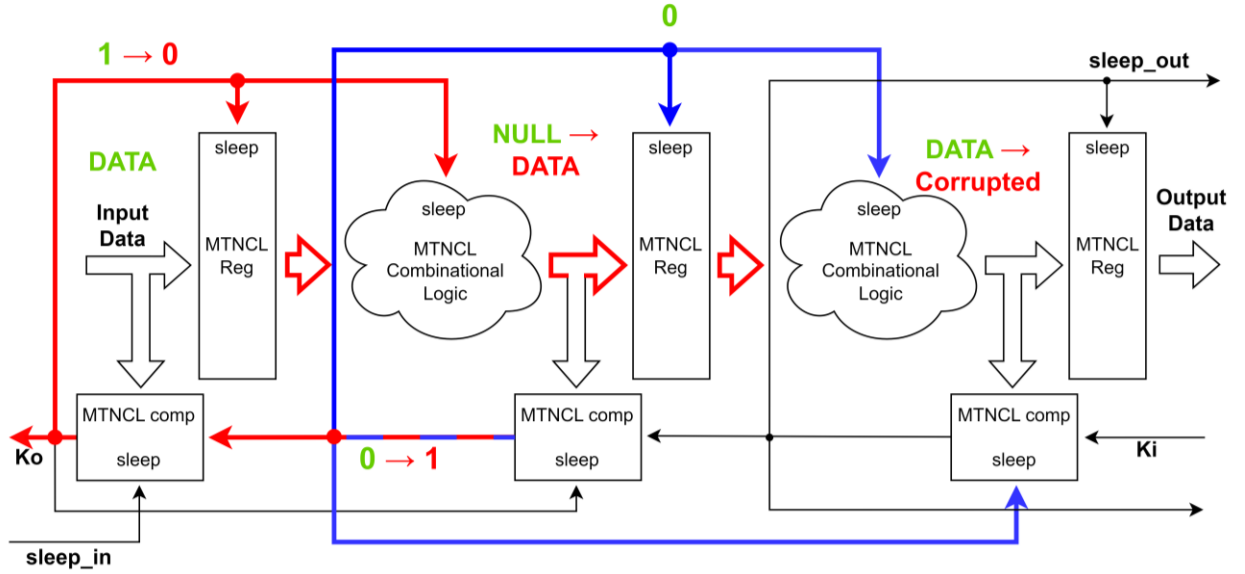 0
1 → 0
sleep_out
sleep
sleep
sleep
NULL →
DATA
DATA
DATA →
Corrupted
Input
Data
sleep
sleep
Output
Data
MTNCL
Reg
MTNCL
Combinational
Logic
MTNCL
Reg
MTNCL
Combinational
Logic
MTNCL
Reg
MTNCL comp
sleep
MTNCL comp
sleep
MTNCL comp
sleep
Ko
0 → 1
Ki
sleep_in